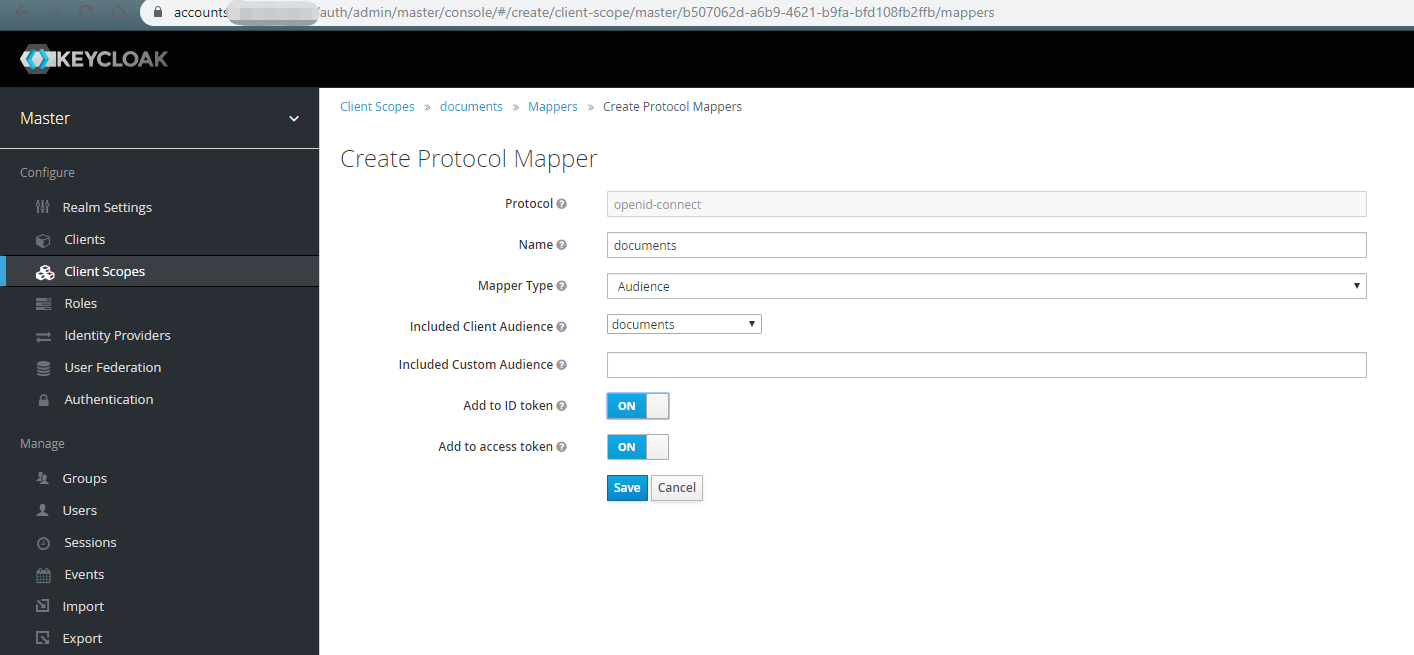 accounts /auth/admin/master/console/#/create/client-scope/master/b507062d-a6b9-4621-b9fa-bfd108fb2ffb/mappers
KEYCLOAK
Master
Configure
Realm Settings
Clients
Client Scopes
Roles
Identity Providers
User Federation
Authentication
Manage
Groups
Users
Sessions
Events
Import
Export
Client Scopes » documents » Mappers » Create Protocol Mappers
Create Protocol Mapper
Protocol openid-connect
Name documents
Mapper Type Audience
Included Client Audience documents
Included Custom Audience
Add to ID token ON
Add to access token ON
Save Cancel